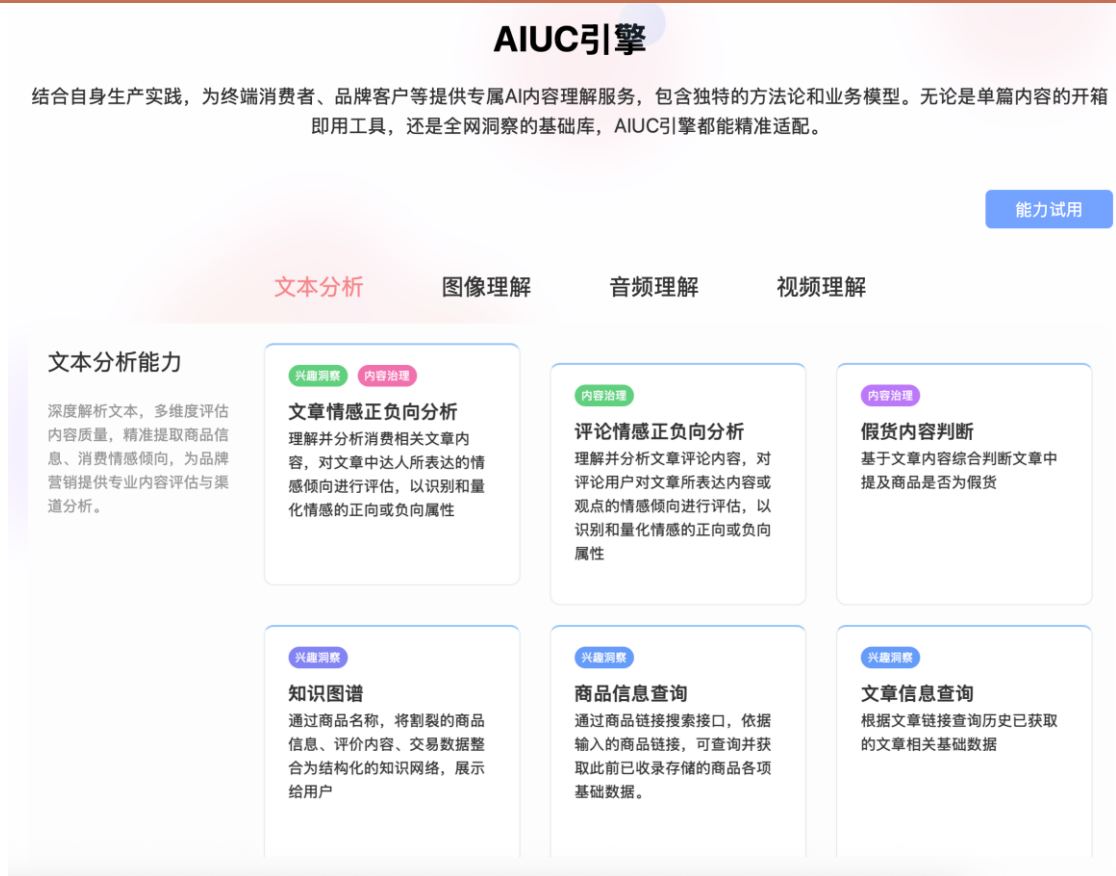 AIUC引擎
结合自身生产实践，为终端消费者、品牌客户等提供专属AI内容理解服务，包含独特的方法论和业务模型。无论是单篇内容的开箱
即用工具，还是全网洞察的基础库，AIUC引擎都能精准适配。
能力试用
文本分析
图像理解
音频理解
视频理解
文本分析能力
深度解析文本，多维度评估
内容质量，精准提取商品信
息、消费情感倾向，为品牌
营销提供专业内容评估与渠
道分析。
兴趣洞察
内容治理
文章情感正负向分析
理解并分析消费相关文章内
容，对文章中达人所表达的情
感倾向进行评估，以识别和量
化情感的正向或负向属性
内容治理
评论情感正负向分析
理解并分析文章评论内容，对
评论用户对文章所表达内容或
观点的情感倾向进行评估，以
识别和量化情感的正向或负向
属性
内容治理
假货内容判断
基于文章内容综合判断文章中
提及商品是否为假货
兴趣洞察
知识图谱
通过商品名称，将割裂的商品
信息、评价内容、交易数据整
合为结构化的知识网络，展示
给用户
兴趣洞察
商品信息查询
通过商品链接搜索接口，依据
输入的商品链接，可查询并获
取此前已收录存储的商品各项
基础数据。
兴趣洞察
文章信息查询
根据文章链接查询历史已获取
的文章相关基础数据